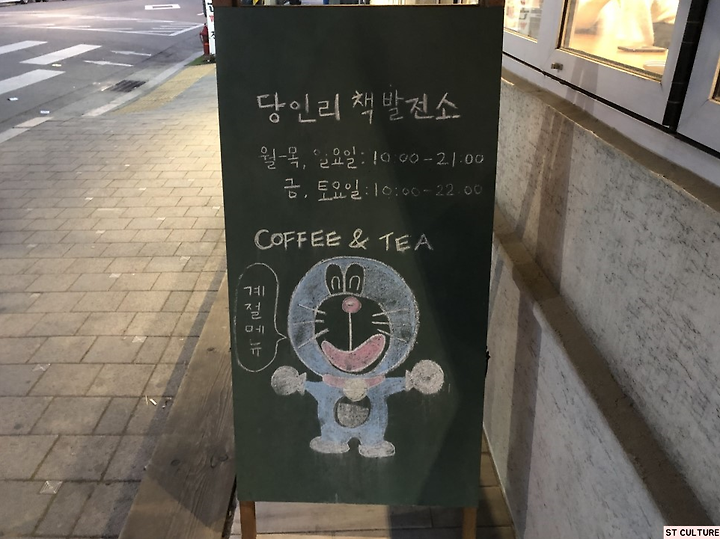 당인리 책발전소
월-목, 일요일:10:00-21:00
금, 토요일:10:00-22:00
COFFEE & TEA
계절메뉴
ST CULTURE